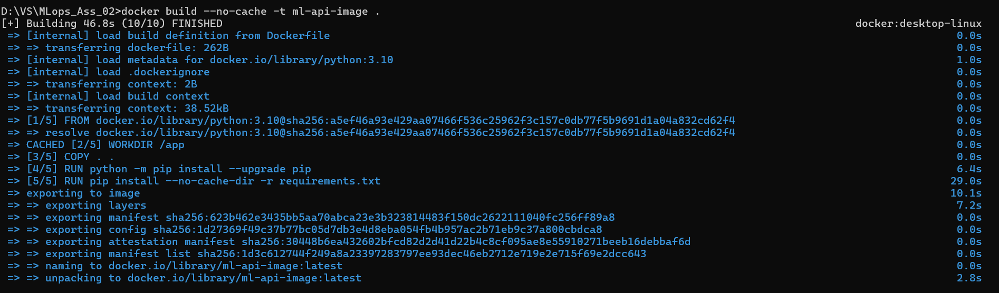 D:\VS\MLops_Ass_02>docker build --no-cache -t ml-api-image .
[+] Building 46.8s (10/10) FINISHED docker:desktop-linux
=> [internal] load build definition from Dockerfile 0.0s
=> => transferring dockerfile: 262B 0.0s
=> [internal] load metadata for docker.io/library/python:3.10 1.0s
=> [internal] load .dockerignore 0.0s
=> => transferring context: 2B 0.0s
=> [internal] load build context 0.0s
=> => transferring context: 38.52kB 0.0s
=> [1/5] FROM docker.io/library/python:3.10@sha256:a5ef46a93e429aa07466f536c25962f3c157c0db77f5b9691d1a04a832cd62f4 0.0s
=> => resolve docker.io/library/python:3.10@sha256:a5ef46a93e429aa07466f536c25962f3c157c0db77f5b9691d1a04a832cd62f4 0.0s
=> CACHED [2/5] WORKDIR /app 0.0s
=> [3/5] COPY . . 0.0s
=> [4/5] RUN python -m pip install --upgrade pip 6.4s
=> [5/5] RUN pip install --no-cache-dir -r requirements.txt 29.0s
=> exporting to image 10.1s
=> => exporting layers 7.2s
=> => exporting manifest sha256:623b462e3435bb5aa70abca23e3b323814483f150dc2622111040fc256ff89a8 0.0s
=> => exporting config sha256:1d27369f49c37b77bc05d7db3e4d8eba054fb4b957ac2b71eb9c37a800cbdca8 0.0s
=> => exporting attestation manifest sha256:30448b6ea432602bfcd82d2d41d22b4c8cf095ae8e55910271beeb16debbaf6d 0.0s
=> => exporting manifest list sha256:1d3c612744f249a8a23397283797ee93dec46eb2712e719e2e715f69e2dcc643 0.0s
=> => naming to docker.io/library/ml-api-image:latest 0.0s
=> => unpacking to docker.io/library/ml-api-image:latest 2.8s